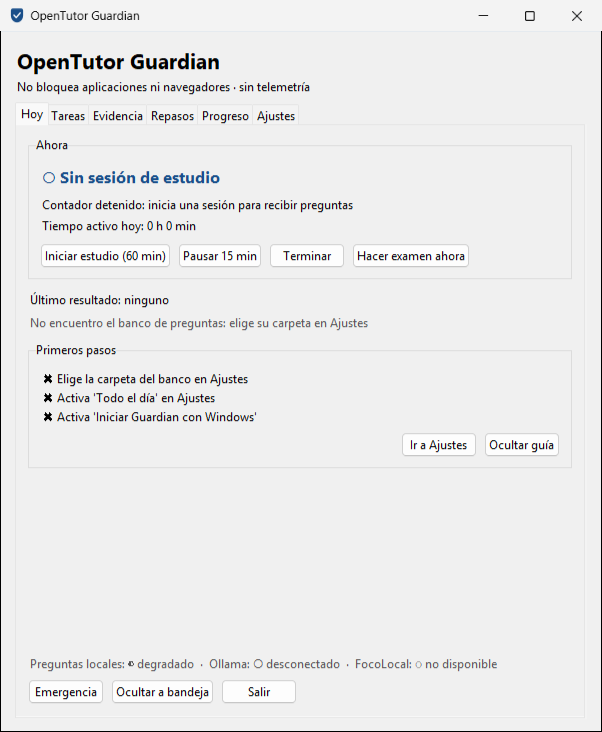 OpenTutor Guardian
OpenTutor Guardian
No bloquea aplicaciones ni navegadores · sin telemetría
Hoy Tareas Evidencia Repasos Progreso Ajustes
Ahora
○ Sin sesión de estudio
Contador detenido: inicia una sesión para recibir preguntas
Tiempo activo hoy: 0 h 0 min
Iniciar estudio (60 min) Pausar 15 min Terminar Hacer examen ahora
Último resultado: ninguno
No encuentro el banco de preguntas: elige su carpeta en Ajustes
Primeros pasos
✖ Elige la carpeta del banco en Ajustes
✖ Activa 'Todo el día' en Ajustes
✖ Activa 'Iniciar Guardian con Windows'
Ir a Ajustes Ocultar guía
Preguntas locales: ◐ degradado · Ollama: ○ desconectado · FocoLocal: ◌ no disponible
Emergencia Ocultar a bandeja Salir